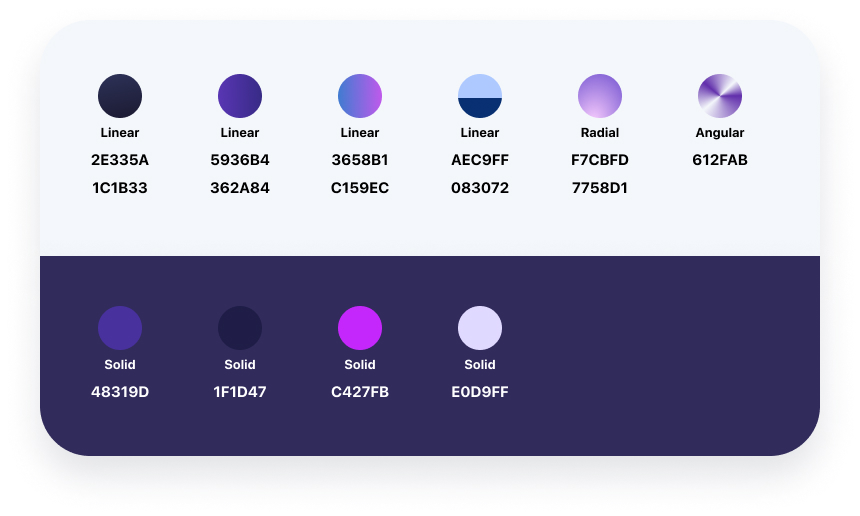 Linear Linear Linear Linear Radial Angular
2E335A 5936B4 3658B1 AEC9FF F7CBFD 612FAB
1C1B33 362A84 C159EC 083072 7758D1
Solid Solid Solid Solid
48319D 1F1D47 C427FB E0D9FF